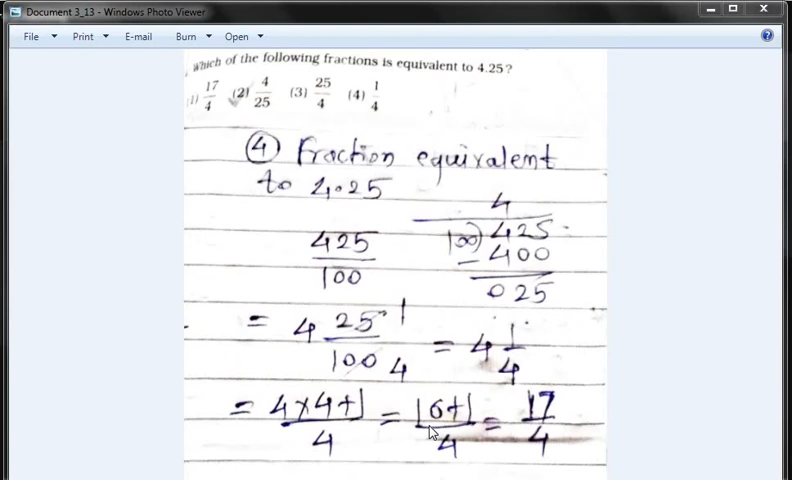 Document 3_13 - Windows Photo Viewer
File Print E-mail Burn Open
Which of the following fractions is equivalent to 4.25?
(1) 17/4 (2) 4/25 (3) 25/4 (4) 1/4
④ Fraction equivalent
to 4.25
4
425/100 100)425
- 400
025
= 4 25/100 1 4 = 4 1/4
= 4×4+1/4 = 16+1/4 = 17/4